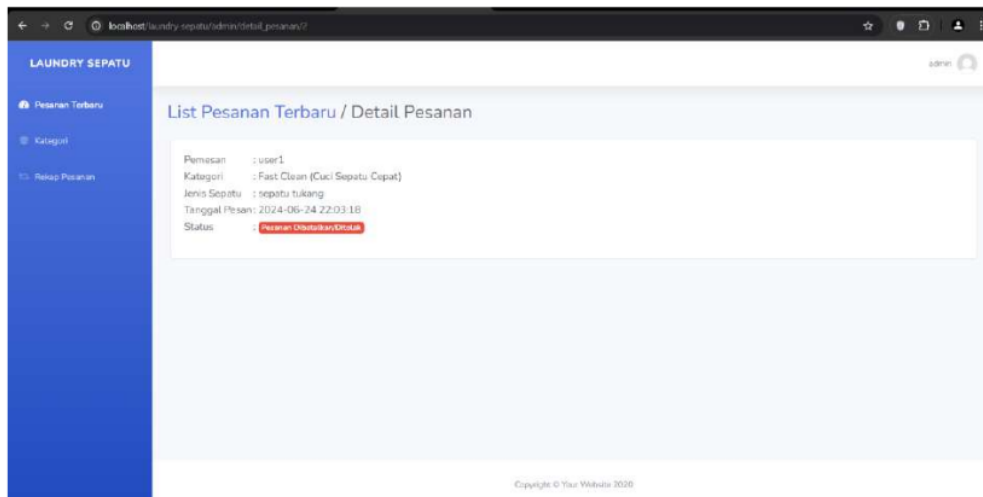 localhost/laundry-sepatu/admin/detail_pesanan/2
LAUNDRY SEPATU
admin
Pesanan Terbaru
Kategori
Rekap Pesanan
List Pesanan Terbaru / Detail Pesanan
Pemesan : user1
Kategori : Fast Clean (Cuci Sepatu Cepat)
Jenis Sepatu : sepatu tukang
Tanggal Pesan : 2024-06-24 22:03:18
Status : Pesanan Dibatalkan/Ditolak
Copyright © Your Website 2020